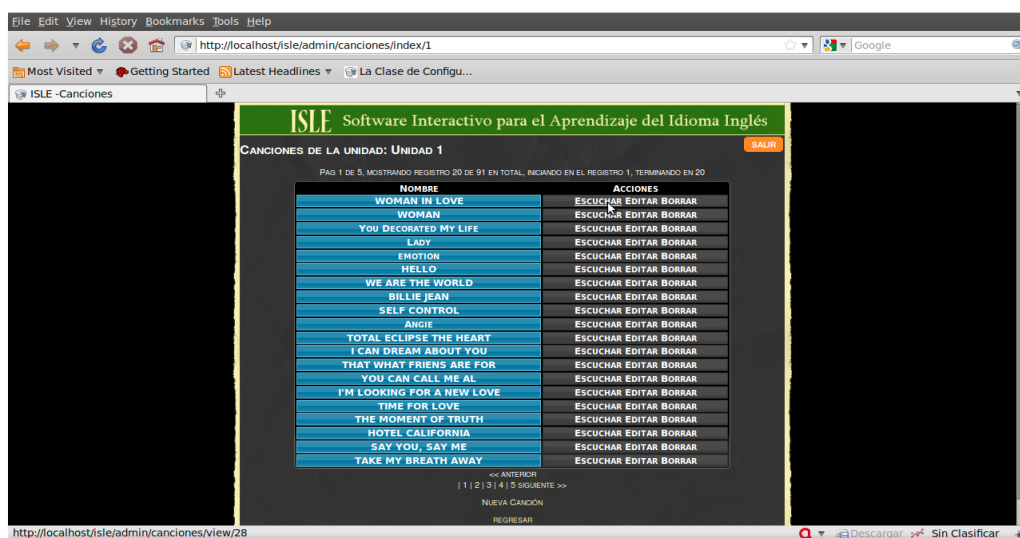 File Edit View History Bookmarks Tools Help
http://localhost/isle/admin/canciones/index/1
Google
Most Visited Getting Started Latest Headlines La Clase de Configu...
ISLE -Canciones
ISLE Software Interactivo para el Aprendizaje del Idioma Inglés
SALIR
CANCIONES DE LA UNIDAD: UNIDAD 1
PAG 1 DE 5, MOSTRANDO REGISTRO 20 DE 91 EN TOTAL, INICIANDO EN EL REGISTRO 1, TERMINANDO EN 20
NOMBRE ACCIONES
WOMAN IN LOVE ESCUCHAR EDITAR BORRAR
WOMAN ESCUCHAR EDITAR BORRAR
YOU DECORATED MY LIFE ESCUCHAR EDITAR BORRAR
LADY ESCUCHAR EDITAR BORRAR
EMOTION ESCUCHAR EDITAR BORRAR
HELLO ESCUCHAR EDITAR BORRAR
WE ARE THE WORLD ESCUCHAR EDITAR BORRAR
BILLIE JEAN ESCUCHAR EDITAR BORRAR
SELF CONTROL ESCUCHAR EDITAR BORRAR
ANGIE ESCUCHAR EDITAR BORRAR
TOTAL ECLIPSE THE HEART ESCUCHAR EDITAR BORRAR
I CAN DREAM ABOUT YOU ESCUCHAR EDITAR BORRAR
THAT WHAT FRIENS ARE FOR ESCUCHAR EDITAR BORRAR
YOU CAN CALL ME AL ESCUCHAR EDITAR BORRAR
I'M LOOKING FOR A NEW LOVE ESCUCHAR EDITAR BORRAR
TIME FOR LOVE ESCUCHAR EDITAR BORRAR
THE MOMENT OF TRUTH ESCUCHAR EDITAR BORRAR
HOTEL CALIFORNIA ESCUCHAR EDITAR BORRAR
SAY YOU, SAY ME ESCUCHAR EDITAR BORRAR
TAKE MY BREATH AWAY ESCUCHAR EDITAR BORRAR
<< ANTERIOR
| 1 | 2 | 3 | 4 | 5 SIGUIENTE >>
NUEVA CANCIÓN
REGRESAR
http://localhost/isle/admin/canciones/view/28
Descargar Sin Clasificar